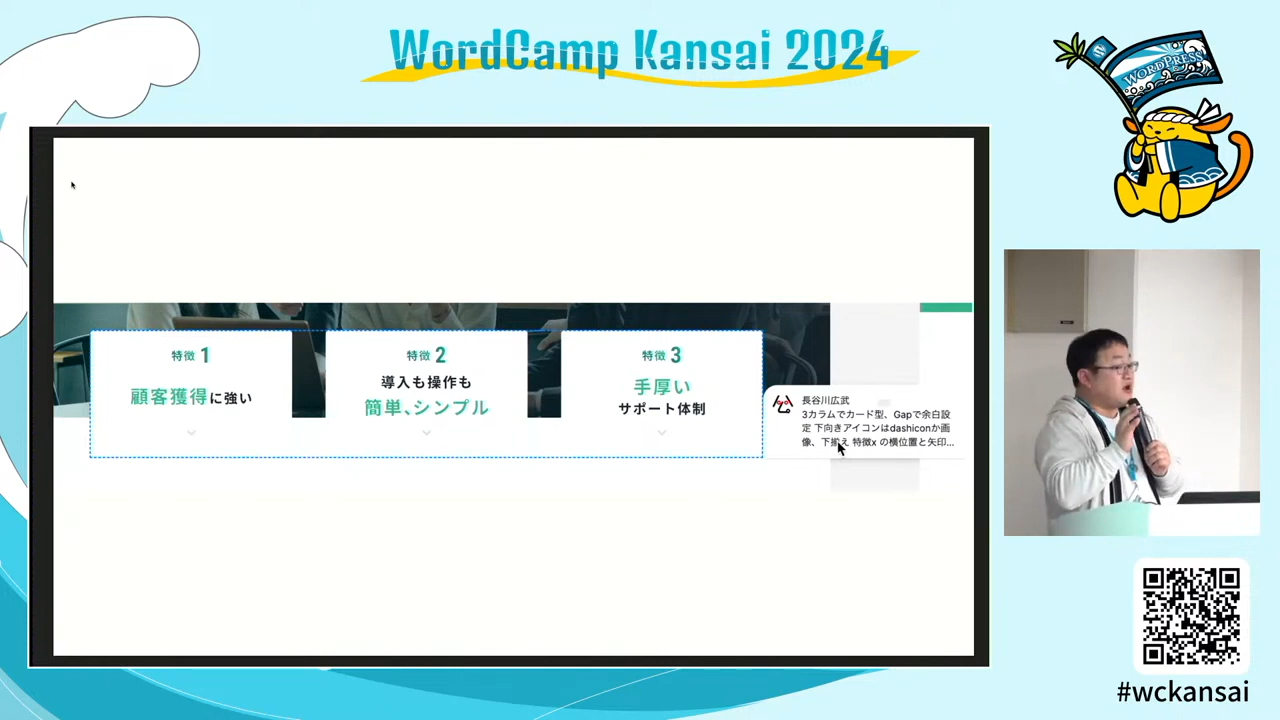 WordCamp Kansai 2024
WORDPRESS
特徴 1
顧客獲得に強い
特徴 2
導入も操作も
簡単、シンプル
特徴 3
手厚い
サポート体制
長谷川広武
3カラムでカード型、Gapで余白設
定 下向きアイコンはdashiconか画
像、下揃え 特徴x の横位置と矢印...
#wckansai